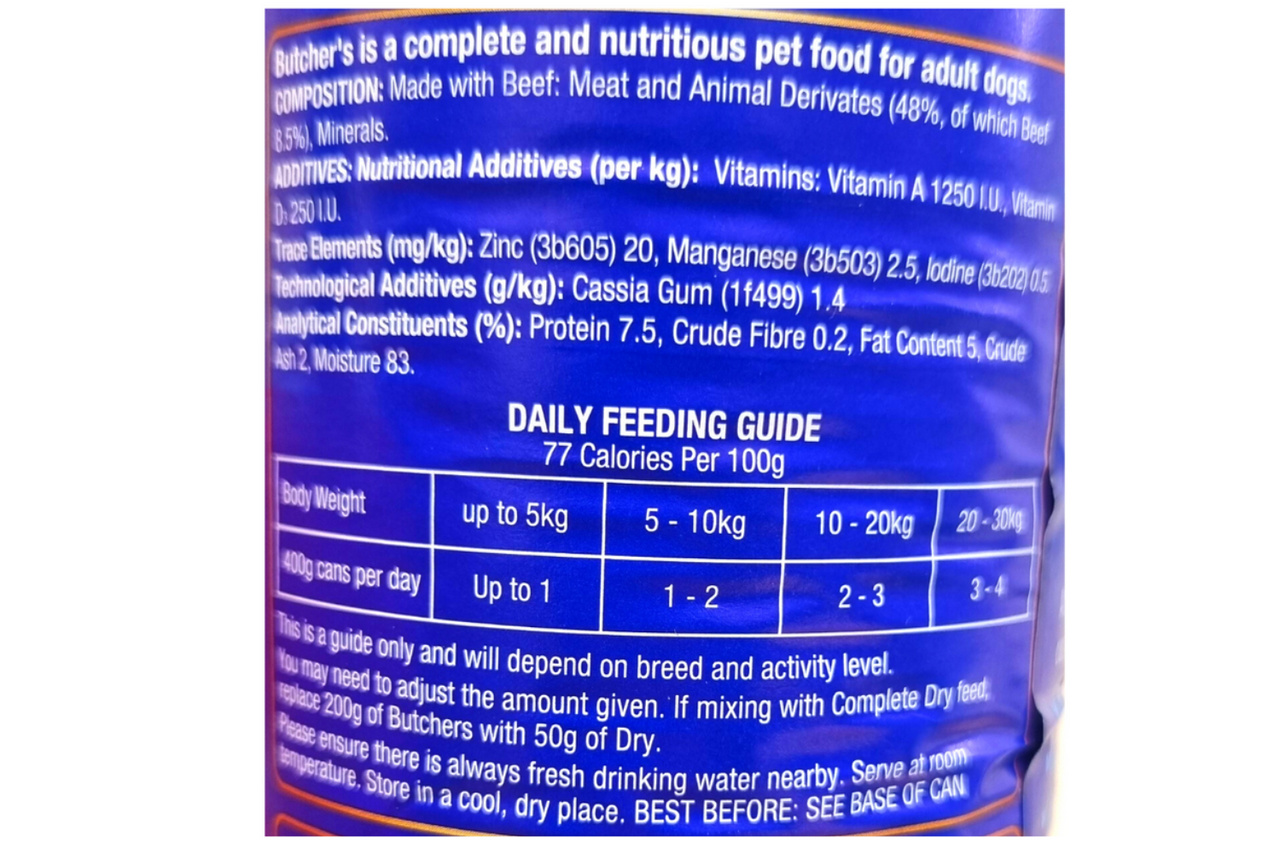 Butcher's is a complete and nutritious pet food for adult dogs.
COMPOSITION: Made with Beef: Meat and Animal Derivates (48%, of which Beef
8.5%), Minerals.
ADDITIVES: Nutritional Additives (per kg): Vitamins: Vitamin A 1250 I.U., Vitamin
D₃ 250 I.U.
Trace Elements (mg/kg): Zinc (3b605) 20, Manganese (3b503) 2.5, Iodine (3b202) 0.5.
Technological Additives (g/kg): Cassia Gum (1f499) 1.4
Analytical Constituents (%): Protein 7.5, Crude Fibre 0.2, Fat Content 5, Crude
Ash 2, Moisture 83.
DAILY FEEDING GUIDE
77 Calories Per 100g
Body Weight up to 5kg 5 - 10kg 10 - 20kg 20 - 30kg
400g cans per day Up to 1 1 - 2 2 - 3 3 - 4
This is a guide only and will depend on breed and activity level.
You may need to adjust the amount given. If mixing with Complete Dry feed,
replace 200g of Butchers with 50g of Dry.
Please ensure there is always fresh drinking water nearby. Serve at room
temperature. Store in a cool, dry place. BEST BEFORE: SEE BASE OF CAN